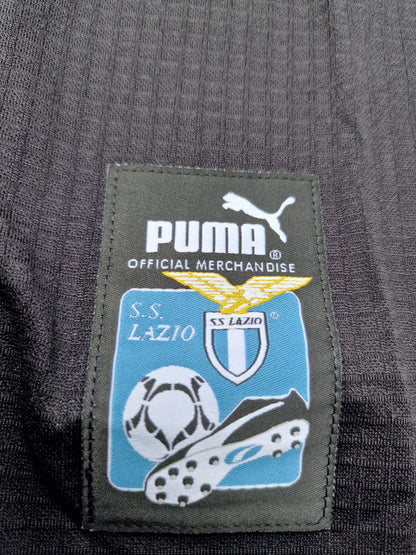 PUMA®
OFFICIAL MERCHANDISE
S.S.
LAZIO
S.S. LAZIO
®